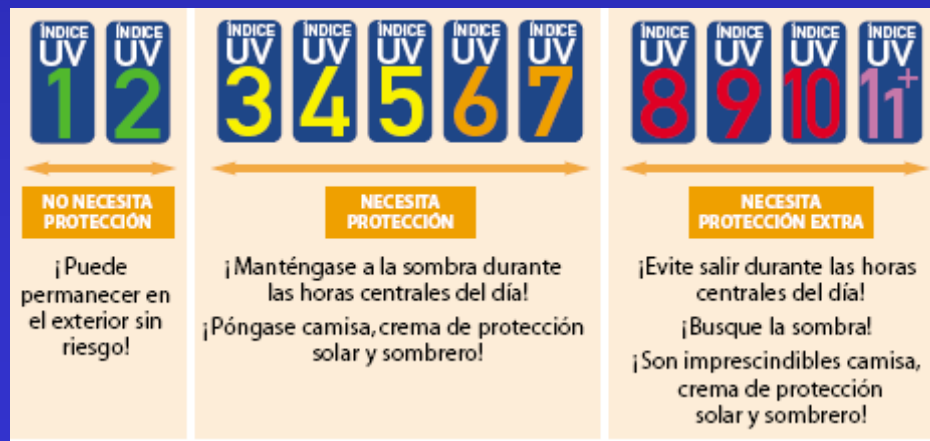 ÍNDICE
UV
1
ÍNDICE
UV
2
ÍNDICE
UV
3
ÍNDICE
UV
4
ÍNDICE
UV
5
ÍNDICE
UV
6
ÍNDICE
UV
7
ÍNDICE
UV
8
ÍNDICE
UV
9
ÍNDICE
UV
10
ÍNDICE
UV
11+
NO NECESITA
PROTECCIÓN
¡Puede
permanecer en
el exterior sin
riesgo!
NECESITA
PROTECCIÓN
¡Manténgase a la sombra durante
las horas centrales del día!
¡Póngase camisa, crema de protección
solar y sombrero!
NECESITA
PROTECCIÓN EXTRA
¡Evite salir durante las horas
centrales del día!
¡Busque la sombra!
¡Son imprescindibles camisa,
crema de protección
solar y sombrero!